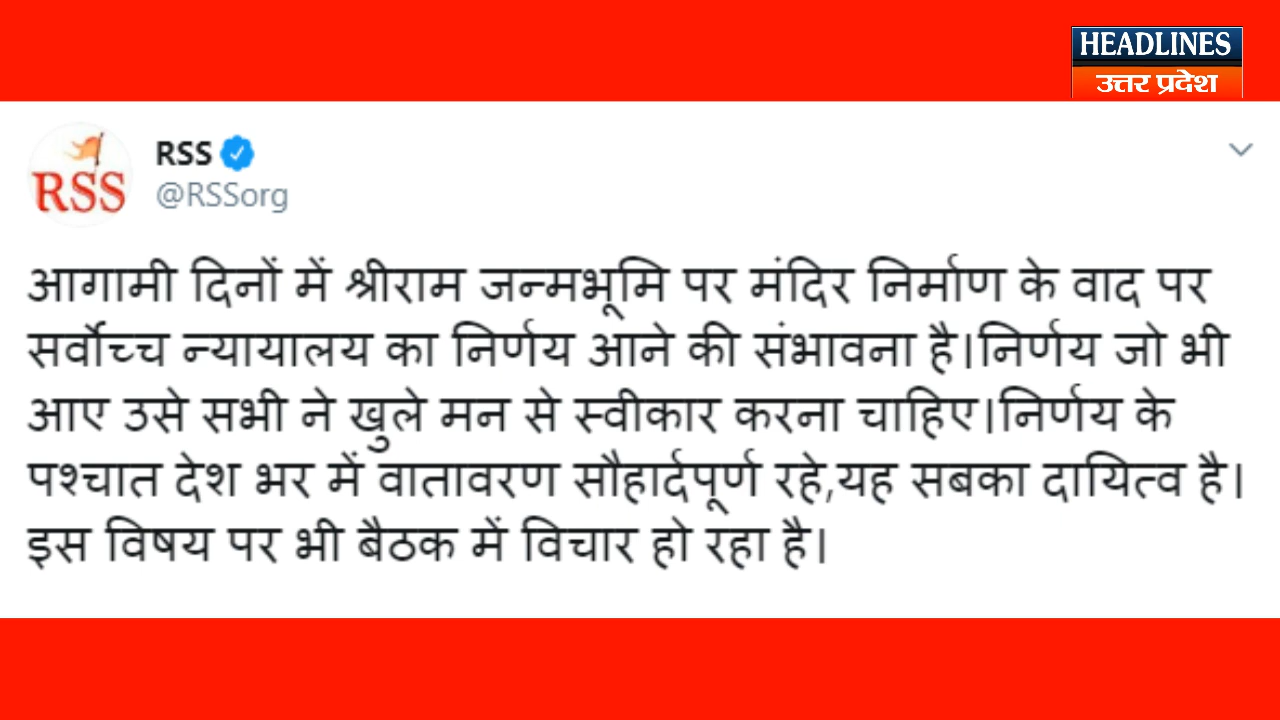 HEADLINES
उत्तर प्रदेश
RSS
RSS
@RSSorg
आगामी दिनों में श्रीराम जन्मभूमि पर मंदिर निर्माण के वाद पर
सर्वोच्च न्यायालय का निर्णय आने की संभावना है।निर्णय जो भी
आए उसे सभी ने खुले मन से स्वीकार करना चाहिए।निर्णय के
पश्चात देश भर में वातावरण सौहार्दपूर्ण रहे,यह सबका दायित्व है।
इस विषय पर भी बैठक में विचार हो रहा है।